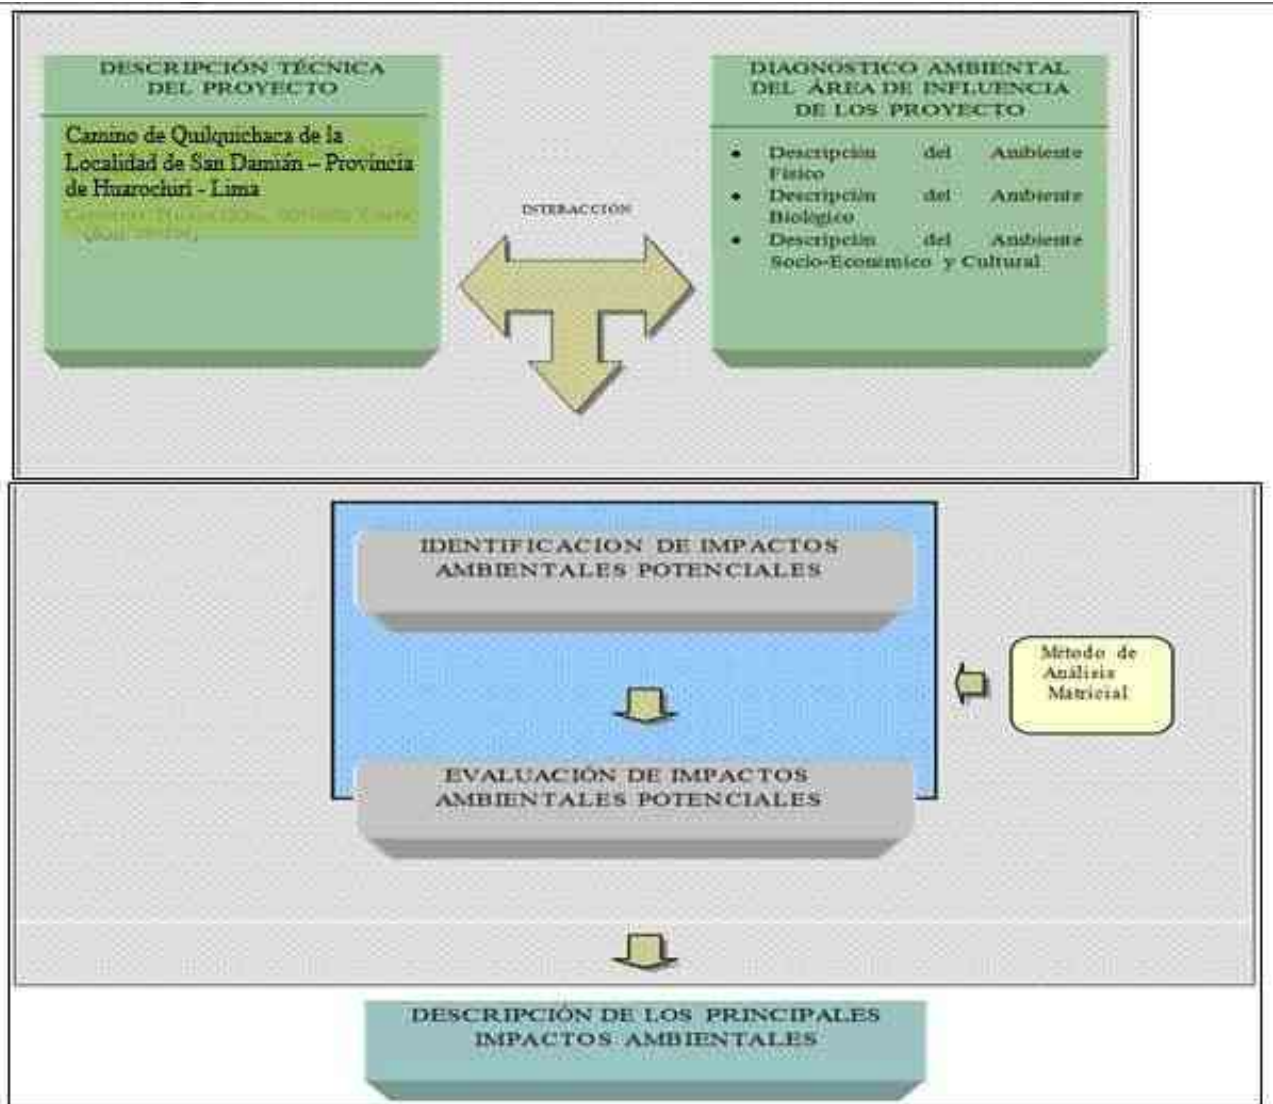 DESCRIPCIÓN TÉCNICA
DEL PROYECTO
Camino de Quilquichaca de la
Localidad de San Damián – Provincia
de Huarochirí - Lima
INTERACCIÓN
DIAGNOSTICO AMBIENTAL
DEL ÁREA DE INFLUENCIA
DE LOS PROYECTO
• Descripción del Ambiente
Físico
• Descripción del Ambiente
Biológico
• Descripción del Ambiente
Socio-Económico y Cultural
IDENTIFICACION DE IMPACTOS
AMBIENTALES POTENCIALES
Método de
Análisis
Matricial
EVALUACIÓN DE IMPACTOS
AMBIENTALES POTENCIALES
DESCRIPCIÓN DE LOS PRINCIPALES
IMPACTOS AMBIENTALES